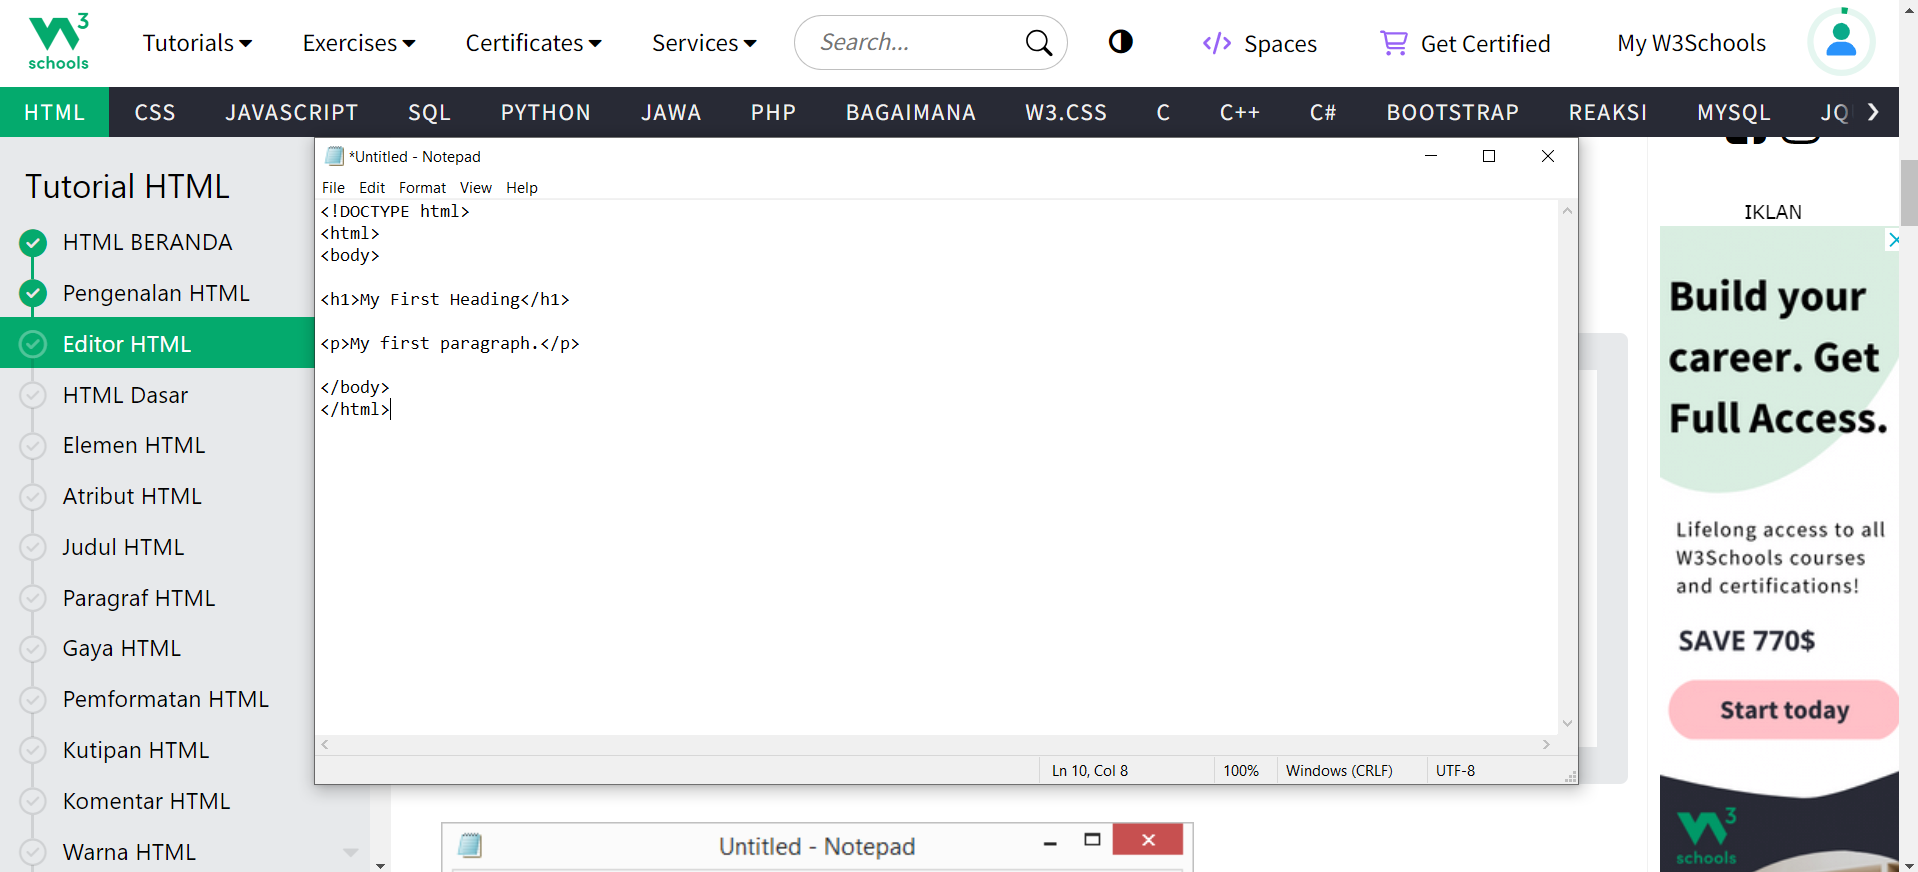 W3 schools
Tutorials Exercises Certificates Services Search... Spaces Get Certified My W3Schools
HTML CSS JAVASCRIPT SQL PYTHON JAWA PHP BAGAIMANA W3.CSS C C++ C# BOOTSTRAP REAKSI MYSQL
Tutorial HTML
HTML BERANDA
Pengenalan HTML
Editor HTML
HTML Dasar
Elemen HTML
Atribut HTML
Judul HTML
Paragraf HTML
Gaya HTML
Pemformatan HTML
Kutipan HTML
Komentar HTML
Warna HTML
*Untitled - Notepad
File Edit Format View Help
<!DOCTYPE html>
<html>
<body>
<h1>My First Heading</h1>
<p>My first paragraph.</p>
</body>
</html>
Ln 10, Col 8 100% Windows (CRLF) UTF-8
Untitled - Notepad
IKLAN
Build your
career. Get
Full Access.
Lifelong access to all
W3Schools courses
and certifications!
SAVE 770$
Start today
W3 schools